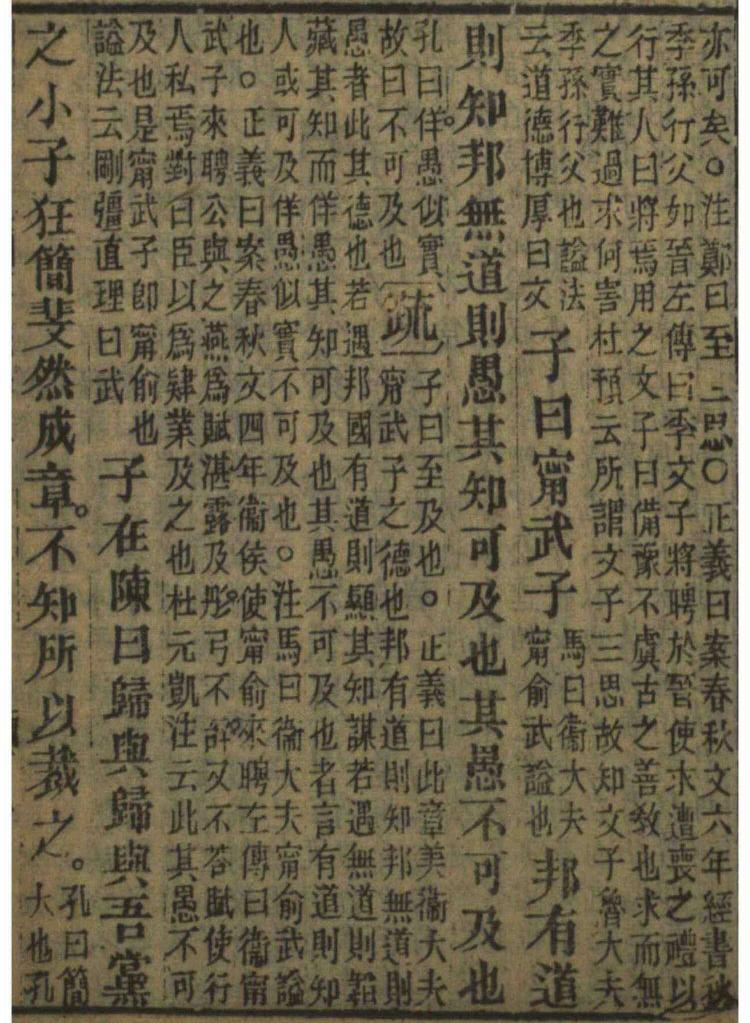 亦可矣○注鄭曰至三思○正義曰案春秋文六年經書秋
季孫行父如晉左傳曰季文子將聘於晉使求遭喪之禮以
行其人曰將焉用之文子曰備豫不虞古之善教也求而無
之實難過求何害杜預云所謂文子三思故知文子魯大夫
季孫行父也謚法
云道德博厚曰文
子曰甯武子
馬曰衞大夫
甯俞武謚也
邦有道
則知邦無道則愚其知可及也其愚不可及也
孔曰佯愚似實
故曰不可及也
疏
子曰至及也○正義曰此章美衞大夫
甯武子之德也邦有道則知邦無道則
愚者此其德也若遇邦國有道則顯其知謀若遇無道則韜
藏其知而佯愚其知可及也其愚不可及也者言有道則知
人或可及佯愚似實不可及也○注馬曰衞大夫甯俞武謚
也○正義曰案春秋文四年衞侯使甯俞來聘左傳曰衞甯
武子來聘公與之燕爲賦湛露及彤弓不辭又不荅賦使行
人私焉對曰臣以爲肄業及之也杜元凱注云此其愚不可
及也是甯武子卽甯俞也
謚法云剛彊直理曰武
子在陳曰歸與歸與吾黨
之小子狂簡斐然成章不知所以裁之
孔曰簡
大也孔